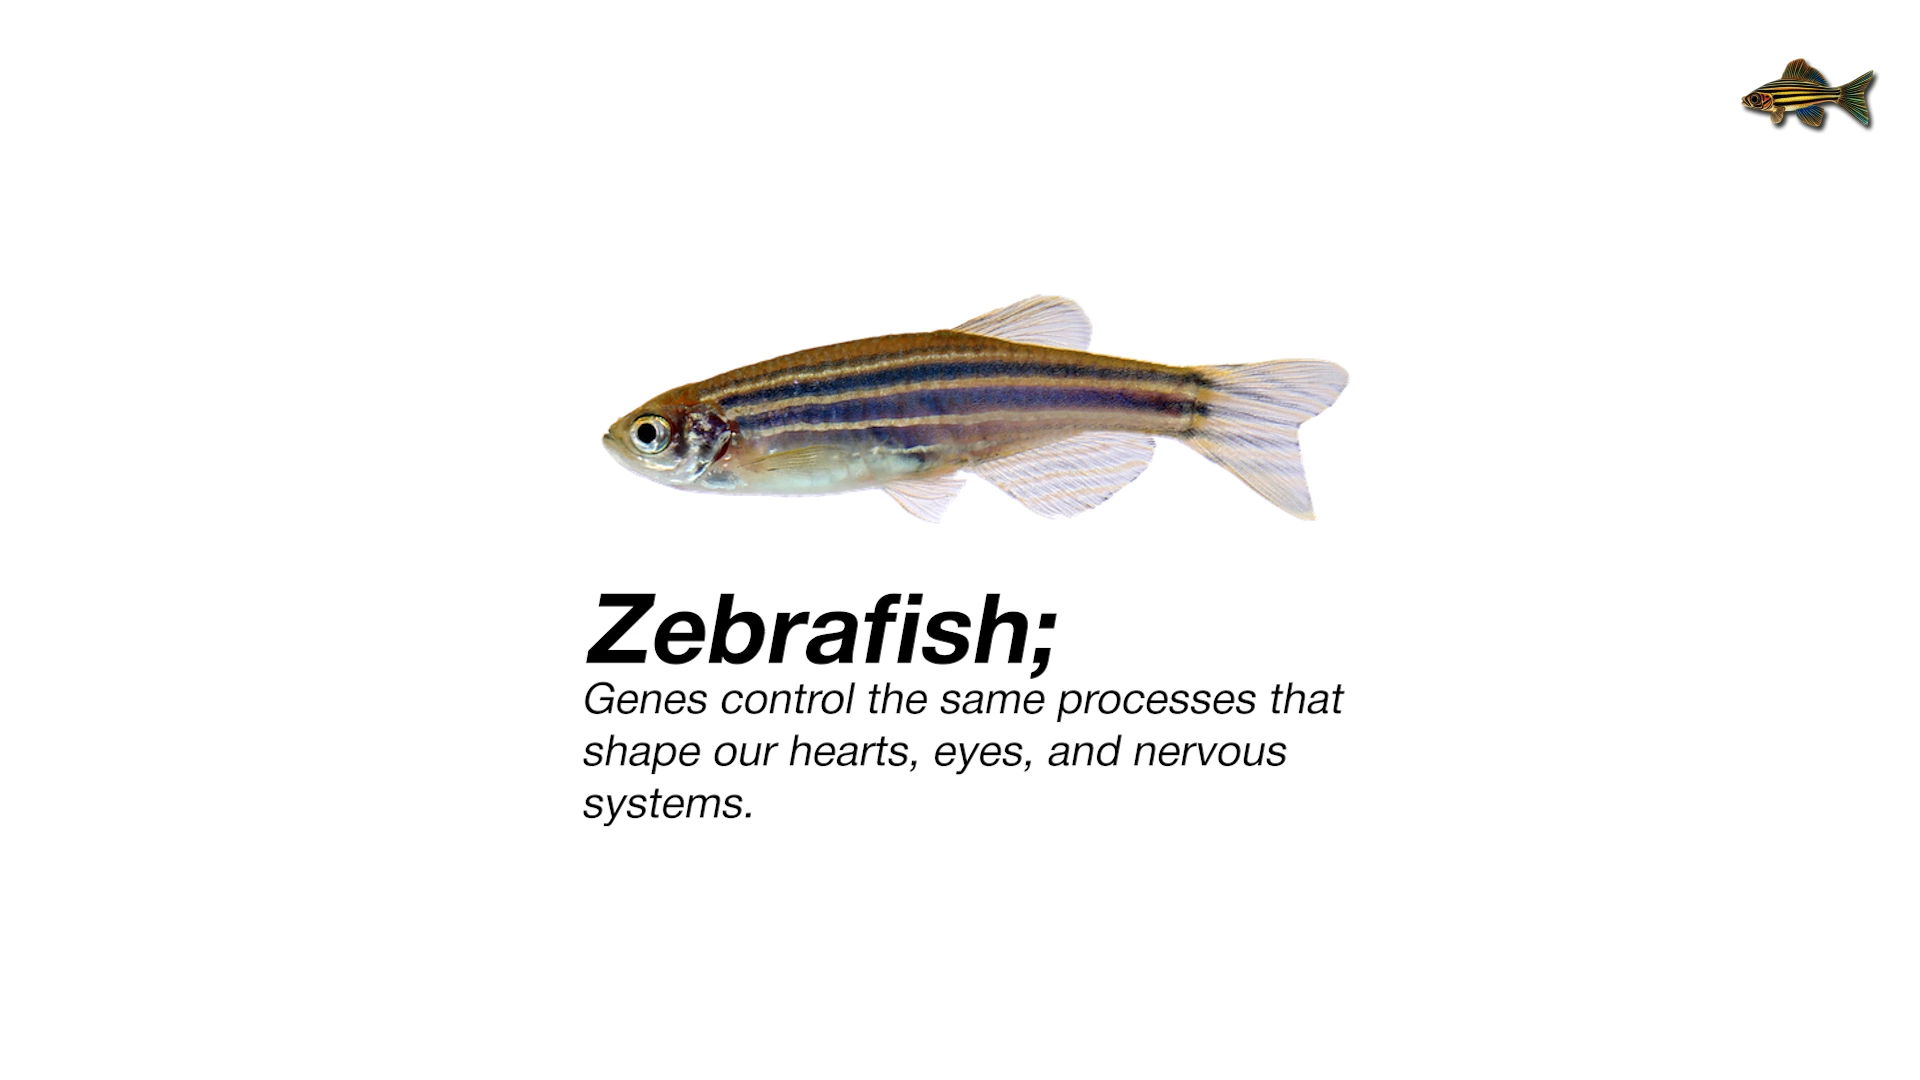 Zebrafish;
Genes control the same processes that
shape our hearts, eyes, and nervous
systems.